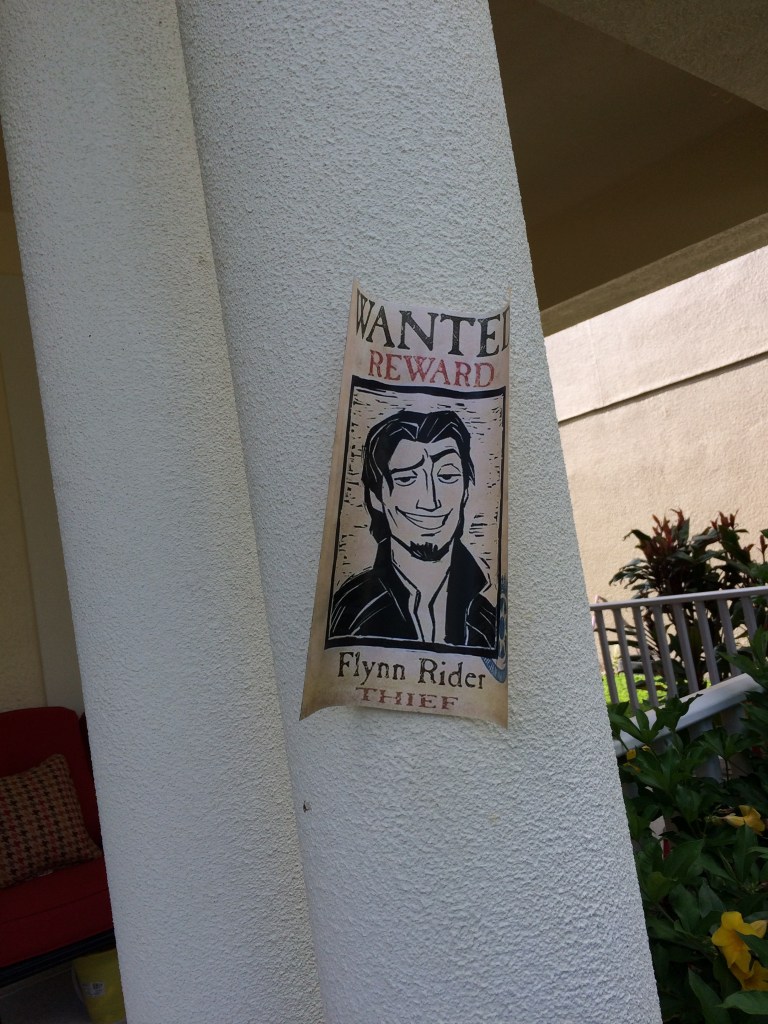 WANTED
REWARD
Flynn Rider
THIEF